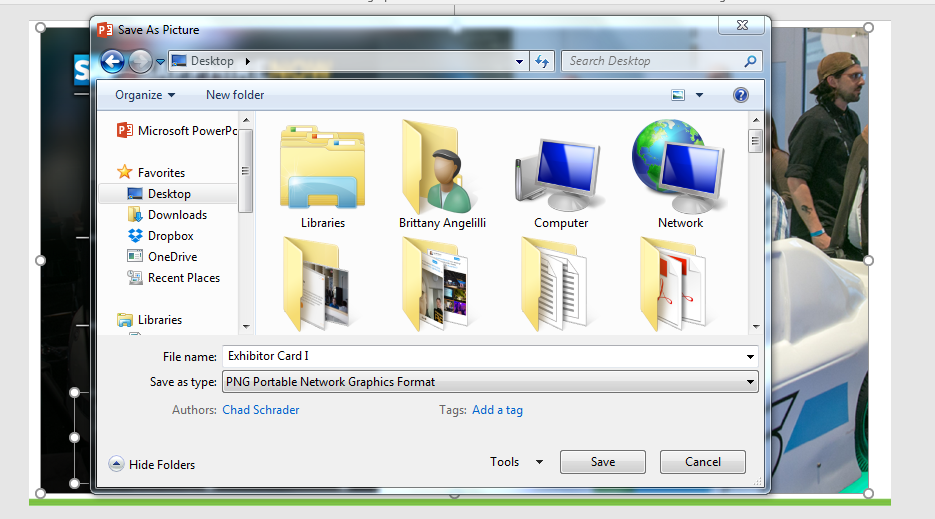 Save As Picture
Desktop
Search Desktop
Organize
New folder
Microsoft PowerPo
Favorites
Desktop
Downloads
Dropbox
OneDrive
Recent Places
Libraries
Libraries
Brittany Angelilli
Computer
Network
File name: Exhibitor Card I
Save as type: PNG Portable Network Graphics Format
Authors: Chad Schrader
Tags: Add a tag
Hide Folders
Tools
Save
Cancel